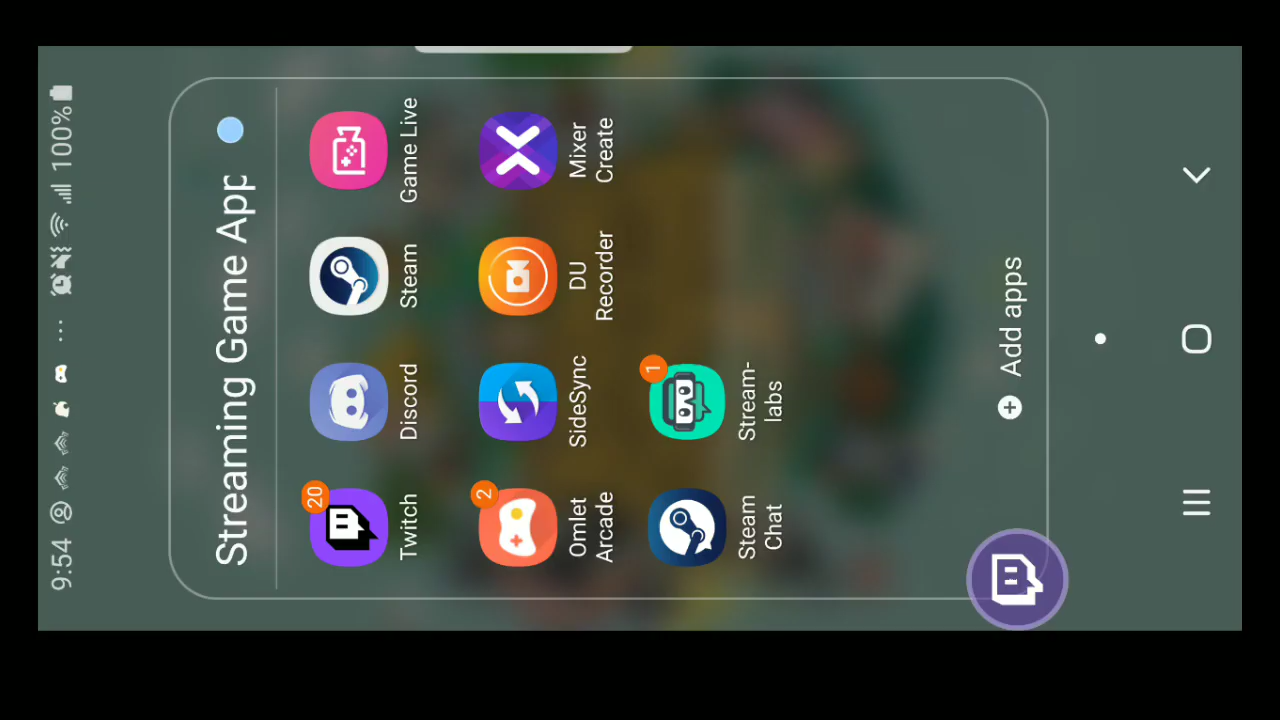 9:54 ... 100%
Streaming Game App
20
Twitch
Discord
Steam
Game Live
2
Omlet
Arcade
SideSync
DU
Recorder
Mixer
Create
Steam
Chat
1
Stream-
labs
Add apps